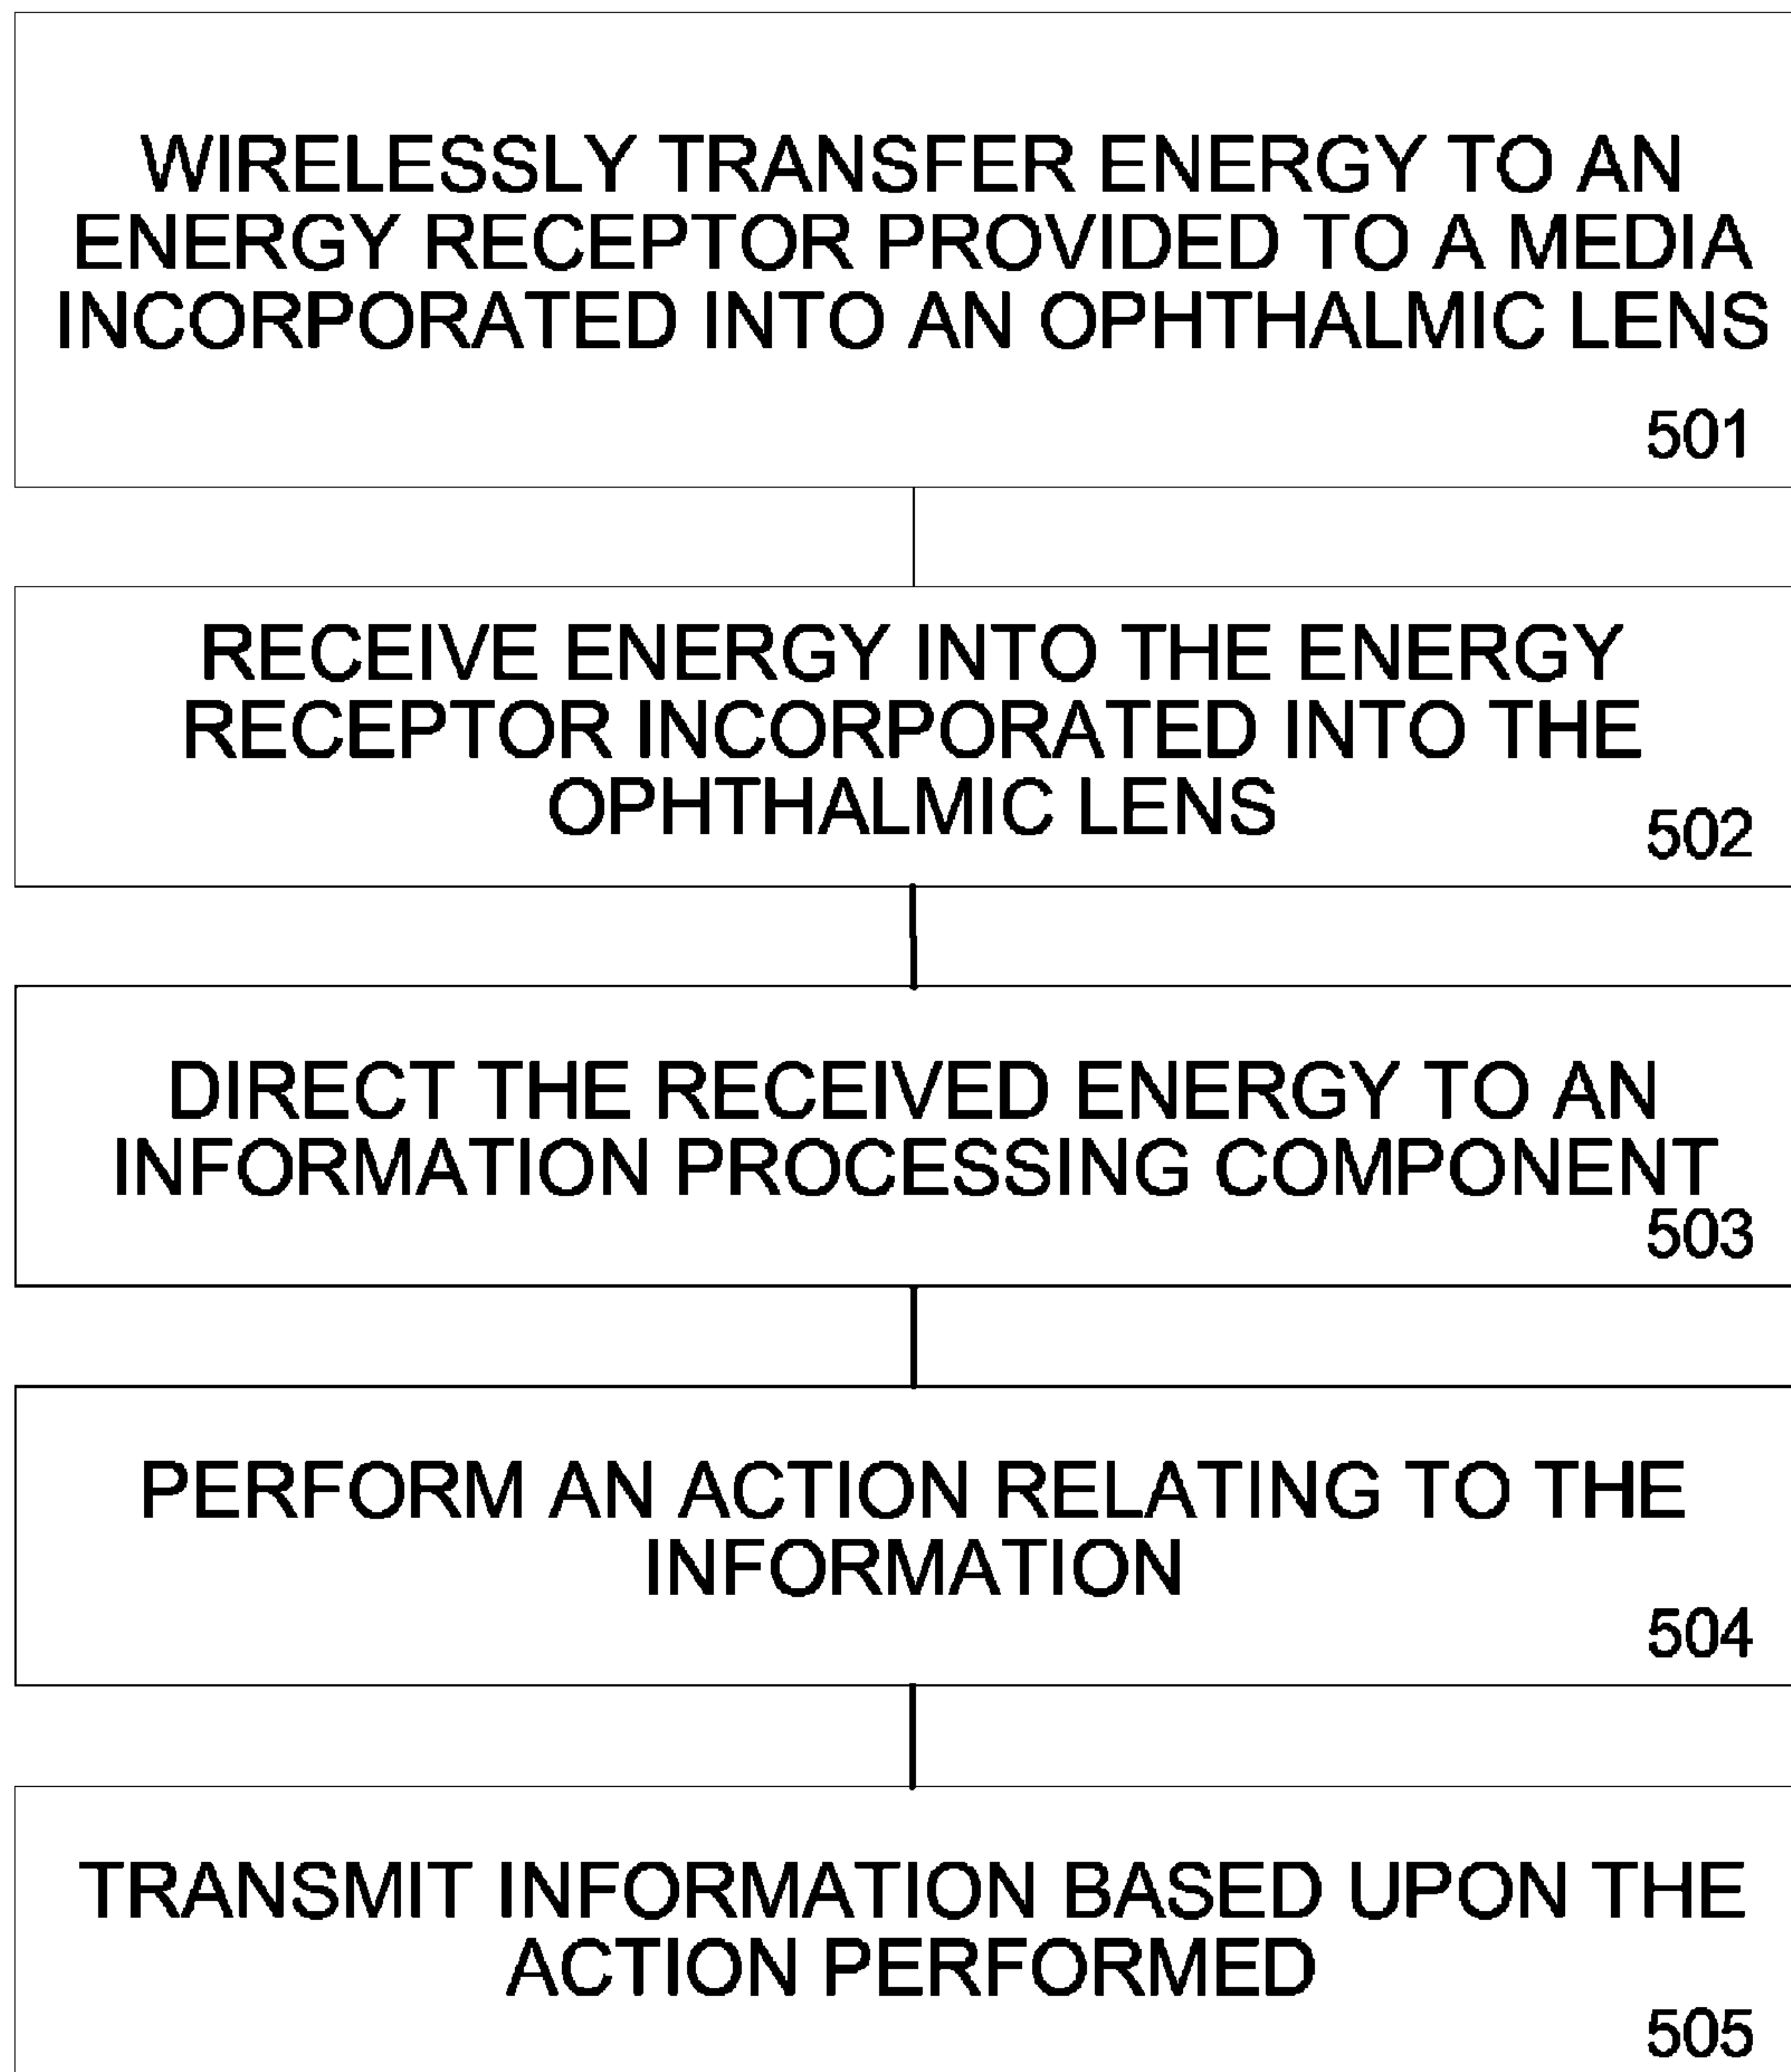 WIRELESSLY TRANSFER ENERGY TO AN
ENERGY RECEPTOR PROVIDED TO A MEDIA
INCORPORATED INTO AN OPHTHALMIC LENS
501
RECEIVE ENERGY INTO THE ENERGY
RECEPTOR INCORPORATED INTO THE
OPHTHALMIC LENS
502
DIRECT THE RECEIVED ENERGY TO AN
INFORMATION PROCESSING COMPONENT
503
PERFORM AN ACTION RELATING TO THE
INFORMATION
504
TRANSMIT INFORMATION BASED UPON THE
ACTION PERFORMED
505